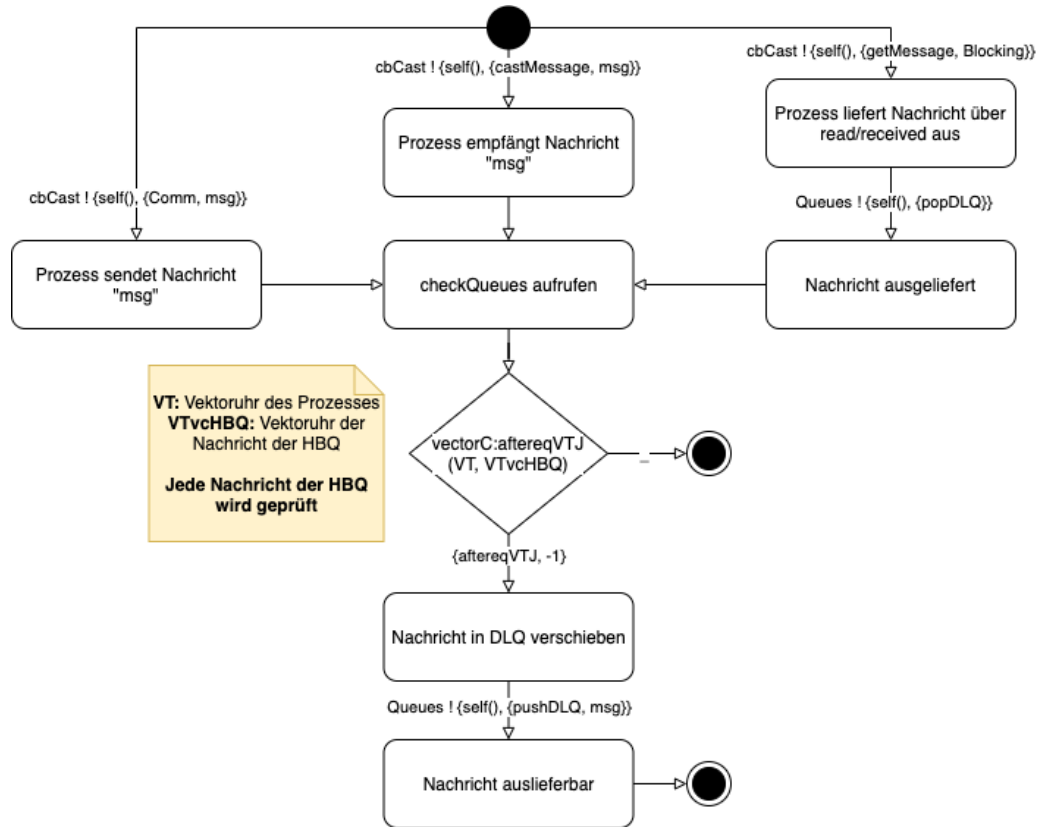 cbCast ! {self(), {castMessage, msg}}
cbCast ! {self(), {getMessage, Blocking}}
Prozess empfängt Nachricht
"msg"
Prozess liefert Nachricht über
read/received aus
cbCast ! {self(), {Comm, msg}}
Queues ! {self(), {popDLQ}}
Prozess sendet Nachricht
"msg"
checkQueues aufrufen
Nachricht ausgeliefert
VT: Vektoruhr des Prozesses
VTvcHBQ: Vektoruhr der
Nachricht der HBQ
Jede Nachricht der HBQ
wird geprüft
vectorC:aftereqVTJ
(VT, VTvcHBQ)
_
{aftereqVTJ, -1}
Nachricht in DLQ verschieben
Queues ! {self(), {pushDLQ, msg}}
Nachricht auslieferbar